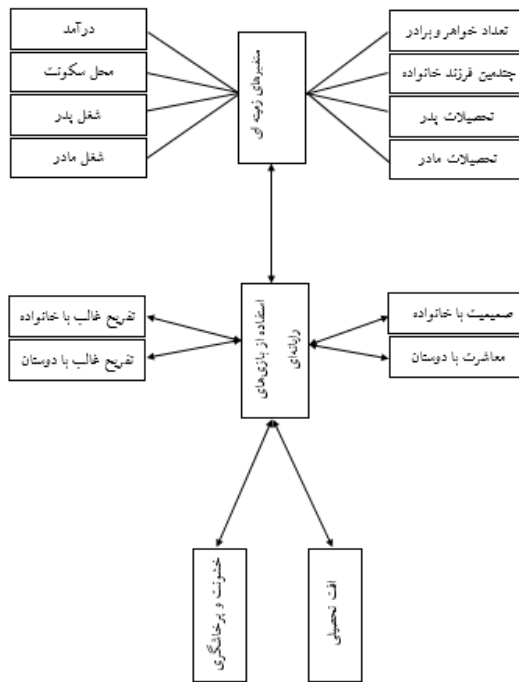 تعداد خواهر و برادر
چندمین فرزند خانواده
تحصیلات پدر
تحصیلات مادر
متغیرهای زمینه ای
درآمد
محل سکونت
شغل پدر
شغل مادر
صمیمیت با خانواده
معاشرت با دوستان
استفاده از بازی‌های
رایانه‌ای
تفریح غالب با خانواده
تفریح غالب با دوستان
افت تحصیلی
خشونت و پرخاشگری